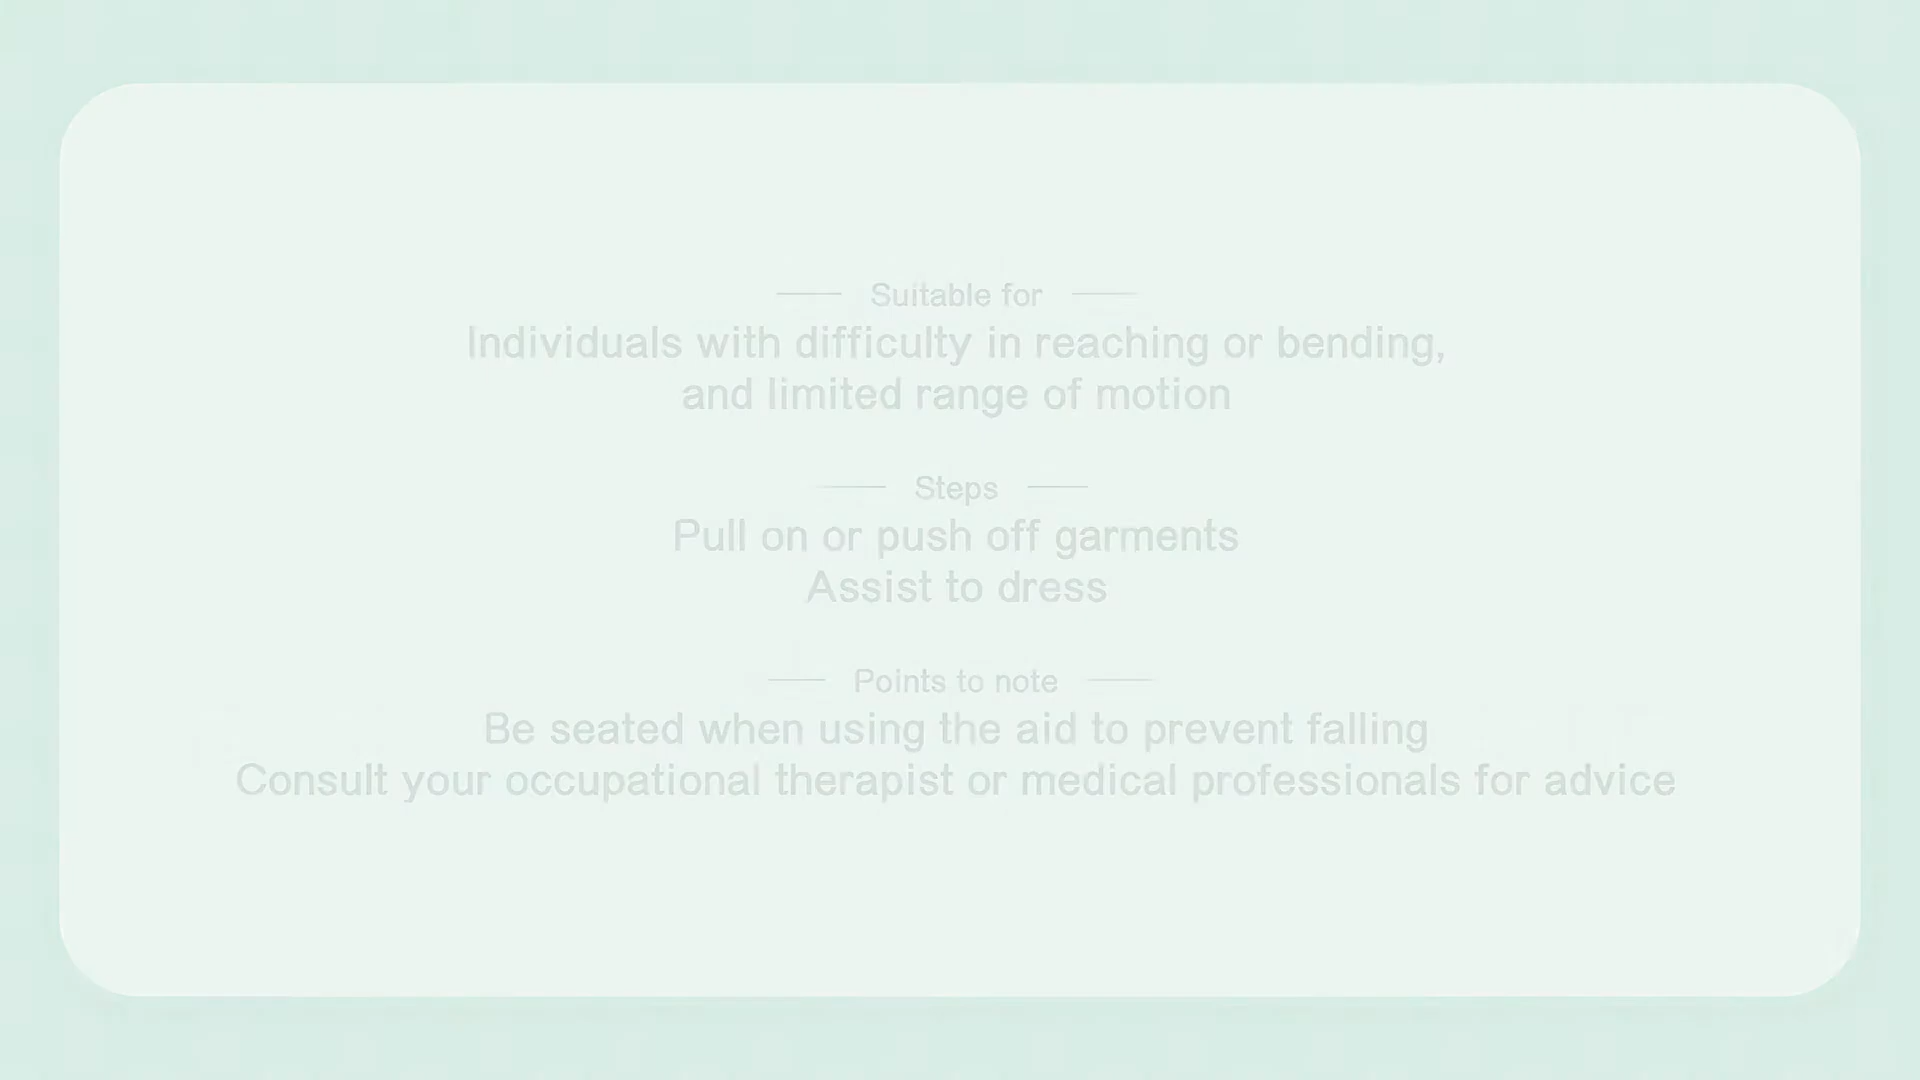 Suitable for
Individuals with difficulty in reaching or bending,
and limited range of motion
Steps
Pull on or push off garments
Assist to dress
Points to note
Be seated when using the aid to prevent falling
Consult your occupational therapist or medical professionals for advice